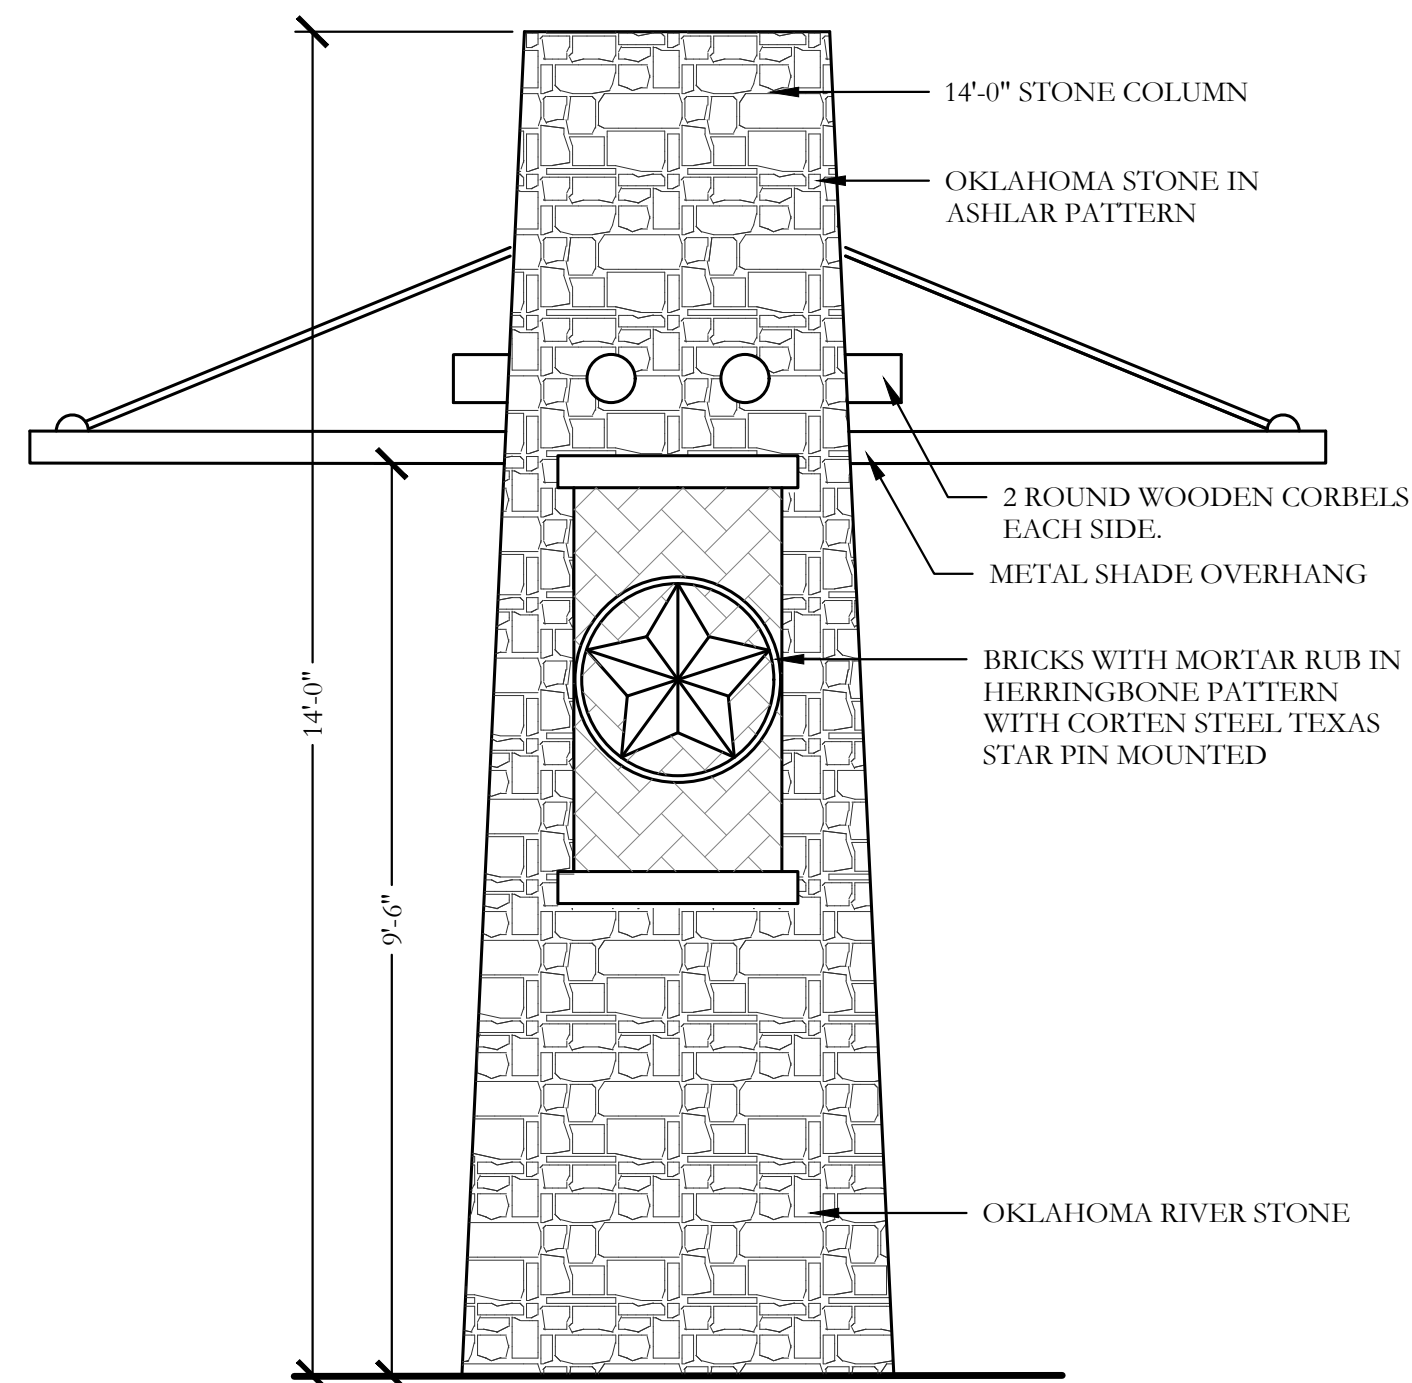 14'-0" STONE COLUMN
OKLAHOMA STONE IN
ASHLAR PATTERN
2 ROUND WOODEN CORBELS
EACH SIDE.
METAL SHADE OVERHANG
BRICKS WITH MORTAR RUB IN
HERRINGBONE PATTERN
WITH CORTEN STEEL TEXAS
STAR PIN MOUNTED
14'-0"
9'-6"
OKLAHOMA RIVER STONE